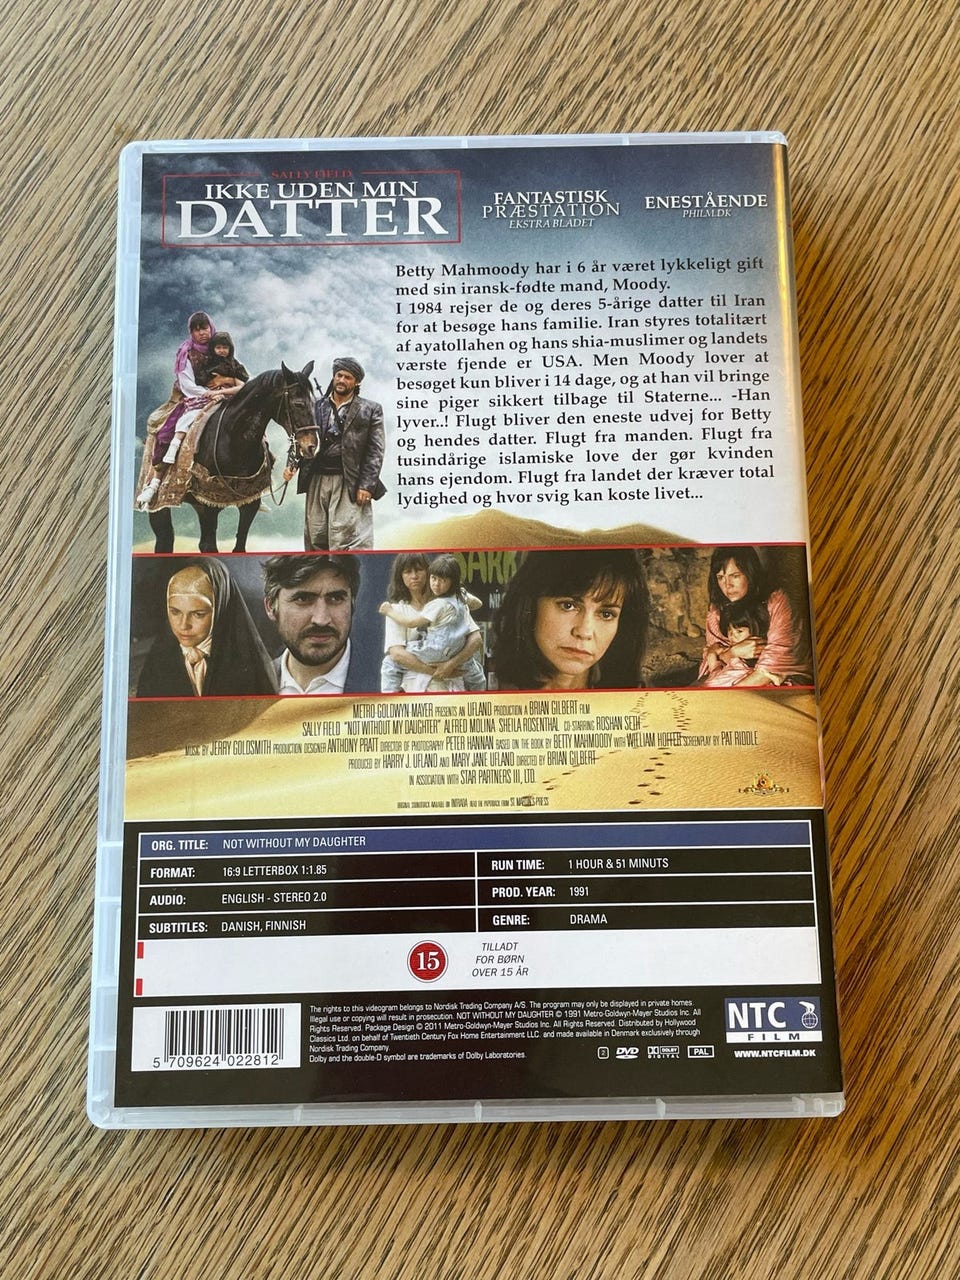 SALLY FIELD
IKKE UDEN MIN
DATTER
FANTASTISK
PRÆSTATION
EKSTRA BLADET
ENESTÅENDE
PHILM.DK
Betty Mahmoody har i 6 år været lykkeligt gift
med sin iransk-fødte mand, Moody.
I 1984 rejser de og deres 5-årige datter til Iran
for at besøge hans familie. Iran styres totalitært
af ayatollahen og hans shia-muslimer og landets
værste fjende er USA. Men Moody lover at
besøget kun bliver i 14 dage, og at han vil bringe
sine piger sikkert tilbage til Staterne... -Han
lyver..! Flugt bliver den eneste udvej for Betty
og hendes datter. Flugt fra manden. Flugt fra
tusindårige islamiske love der gør kvinden
hans ejendom. Flugt fra landet der kræver total
lydighed og hvor svig kan koste livet...
METRO-GOLDWYN-MAYER PRESENTS AN UFLAND PRODUCTION A BRIAN GILBERT FILM
SALLY FIELD "NOT WITHOUT MY DAUGHTER" ALFRED MOLINA SHEILA ROSENTHAL CO-STARRING ROSHAN SETH
MUSIC BY JERRY GOLDSMITH PRODUCTION DESIGNER ANTHONY PRATT DIRECTOR OF PHOTOGRAPHY PETER HANNAN BASED ON THE BOOK BY BETTY MAHMOODY WITH WILLIAM HOFFER SCREENPLAY BY PAT RIDDLE
PRODUCED BY HARRY J. UFLAND AND MARY JANE UFLAND DIRECTED BY BRIAN GILBERT
IN ASSOCIATION WITH STAR PARTNERS III, LTD.
ORIGINAL SOUNDTRACK AVAILABLE ON INTRADA READ THE PAPERBACK FROM ST. MARTIN'S PRESS
ORG. TITLE: NOT WITHOUT MY DAUGHTER
FORMAT: 16:9 LETTERBOX 1:1.85
RUN TIME: 1 HOUR & 51 MINUTS
AUDIO: ENGLISH - STEREO 2.0
PROD. YEAR: 1991
SUBTITLES: DANISH, FINNISH
GENRE: DRAMA
15
TILLADT
FOR BØRN
OVER 15 ÅR
The rights to this videogram belongs to Nordisk Trading Company A/S. The program may only be displayed in private homes.
Illegal use or copying will result in prosecution. NOT WITHOUT MY DAUGHTER © 1991 Metro-Goldwyn-Mayer Studios Inc. All
Rights Reserved. Package Design © 2011 Metro-Goldwyn-Mayer Studios Inc. All Rights Reserved. Distributed by Hollywood
Classics Ltd. on behalf of Twentieth Century Fox Home Entertainment LLC. and made available in Denmark exclusively through
Nordisk Trading Company.
Dolby and the double-D symbol are trademarks of Dolby Laboratories.
5 709624 022812
2 DVD DOLBY DIGITAL PAL
NTC
FILM
WWW.NTCFILM.DK